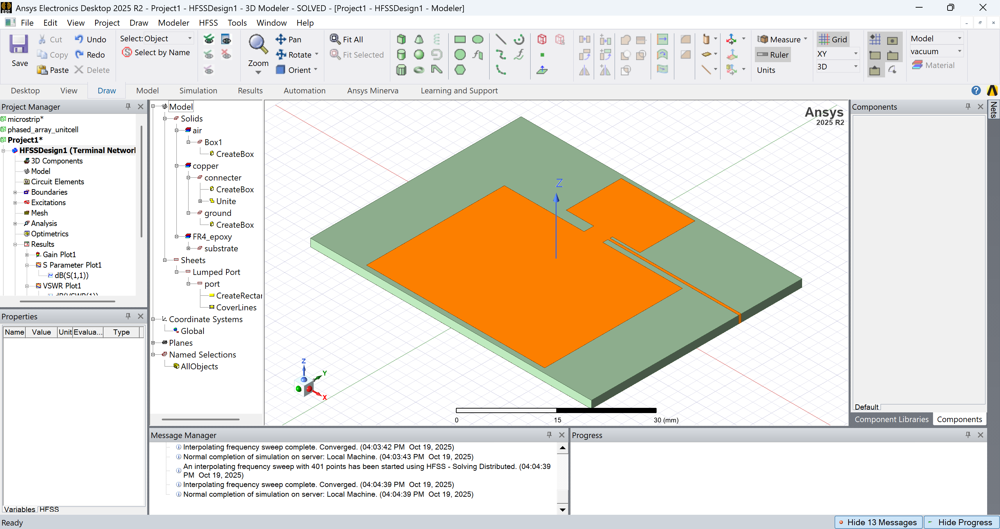 Ansys Electronics Desktop 2025 R2 - Project1 - HFSSDesign1 - 3D Modeler - SOLVED - [Project1 - HFSSDesign1 - Modeler]
File Edit View Project Draw Modeler HFSS Tools Window Help
Save
Cut
Copy
Paste
Undo
Redo
Delete
Select: Object
Select by Name
Zoom
Pan
Rotate
Orient
Fit All
Fit Selected
Measure
Ruler
Units
Grid
XY
3D
Model
vacuum
Material
Desktop View Draw Model Simulation Results Automation Ansys Minerva Learning and Support
Project Manager
microstrip*
phased_array_unitcell
Project1*
HFSSDesign1 (Terminal Networ
3D Components
Model
Circuit Elements
Boundaries
Excitations
Mesh
Analysis
Optimetrics
Results
Gain Plot1
S Parameter Plot1
dB(S(1,1))
VSWR Plot1
dB(VSWR(1))
Properties
Name Value Unit Evalua... Type
Variables HFSS
Model
Solids
air
Box1
CreateBox
copper
connecter
CreateBox
Unite
ground
CreateBox
FR4_epoxy
substrate
Sheets
Lumped Port
port
CreateRectar
CoverLines
Coordinate Systems
Global
Planes
Named Selections
AllObjects
Ansys
2025 R2
Z
Z
Y
X
0 15 30 (mm)
Components
Nets
Default
Component Libraries Components
Message Manager
Interpolating frequency sweep complete. Converged. (04:03:42 PM Oct 19, 2025)
Normal completion of simulation on server: Local Machine. (04:03:43 PM Oct 19, 2025)
An interpolating frequency sweep with 401 points has been started using HFSS - Solving Distributed. (04:04:39
PM Oct 19, 2025)
Interpolating frequency sweep complete. Converged. (04:04:39 PM Oct 19, 2025)
Normal completion of simulation on server: Local Machine. (04:04:39 PM Oct 19, 2025)
Progress
Ready
Hide 13 Messages
Hide Progress